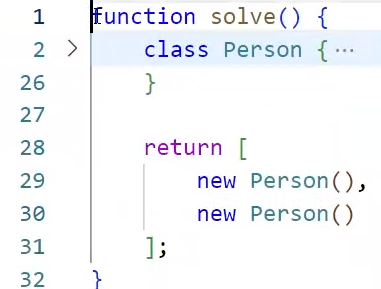 1 function solve() {
2 > class Person {···
26 }
27
28 return [
29 new Person(),
30 new Person()
31 ];
32 }